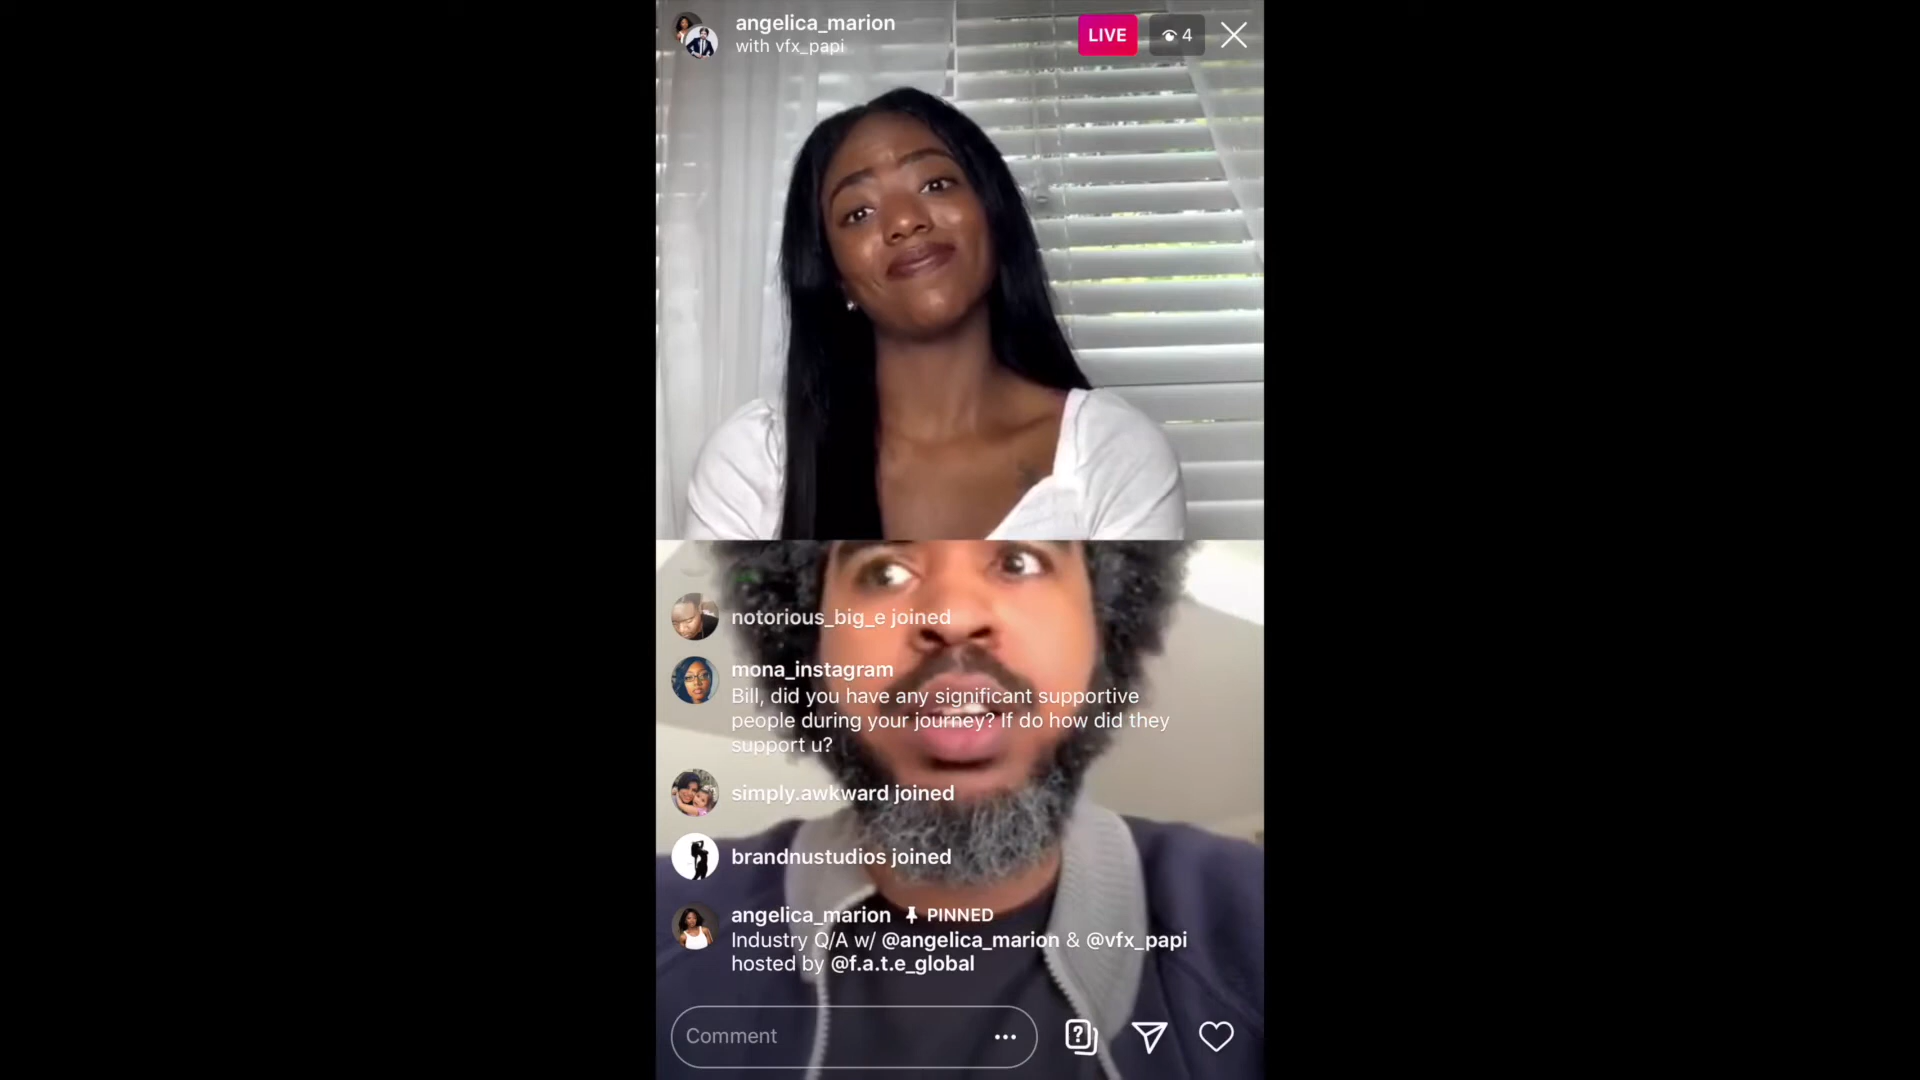 angelica_marion
with vfx_papi
LIVE
4
notorious_big_e joined
mona_instagram
Bill, did you have any significant supportive
people during your journey? If do how did they
support u?
simply.awkward joined
brandnustudios joined
angelica_marion PINNED
Industry Q/A w/ @angelica_marion & @vfx_papi
hosted by @f.a.t.e_global
Comment